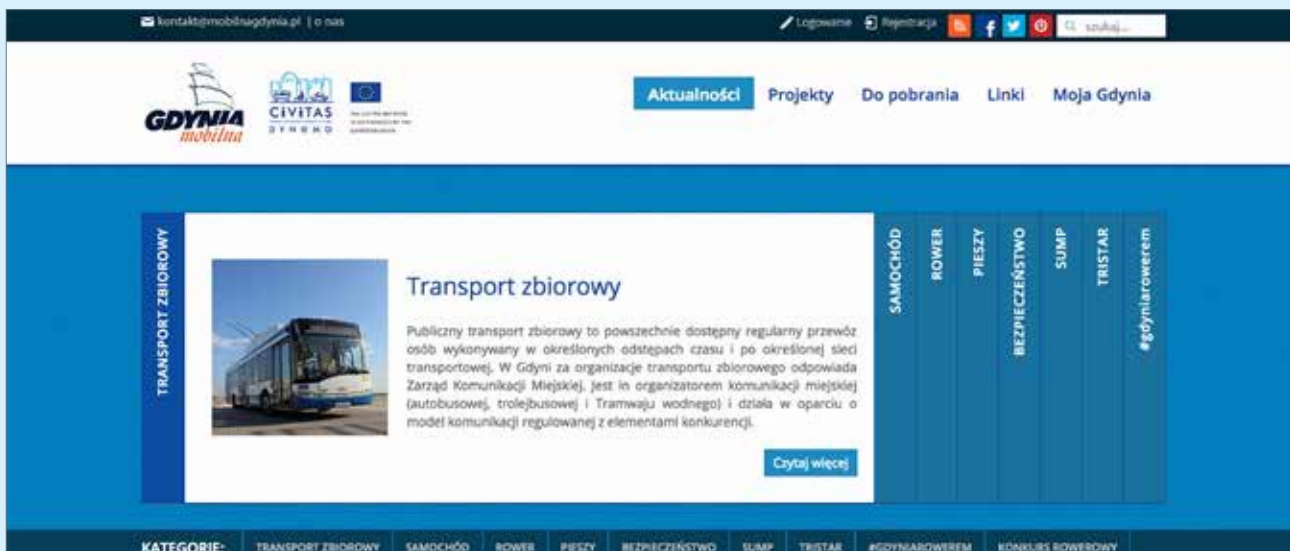 kontakt@mobilnagdynia.pl | o nas
Logowanie Rejestracja szukaj...
GDYNIA
mobilna
CIVITAS
DYNAMO
Aktualności Projekty Do pobrania Linki Moja Gdynia
TRANSPORT ZBIOROWY
Transport zbiorowy
Publiczny transport zbiorowy to powszechnie dostępny regularny przewóz
osób wykonywany w określonych odstępach czasu i po określonej sieci
transportowej. W Gdyni za organizacje transportu zbiorowego odpowiada
Zarząd Komunikacji Miejskiej. Jest in organizatorem komunikacji miejskiej
(autobusowej, trolejbusowej i Tramwaju wodnego) i działa w oparciu o
model komunikacji regulowanej z elementami konkurencji.
Czytaj więcej
SAMOCHÓD
ROWER
PIESZY
BEZPIECZEŃSTWO
SUMP
TRISTAR
#gdyniarowerem
KATEGORIE: TRANSPORT ZBIOROWY SAMOCHÓD ROWER PIESZY BEZPIECZEŃSTWO SUMP TRISTAR #GDYNIAROWEREM KONKURS ROWEROWY